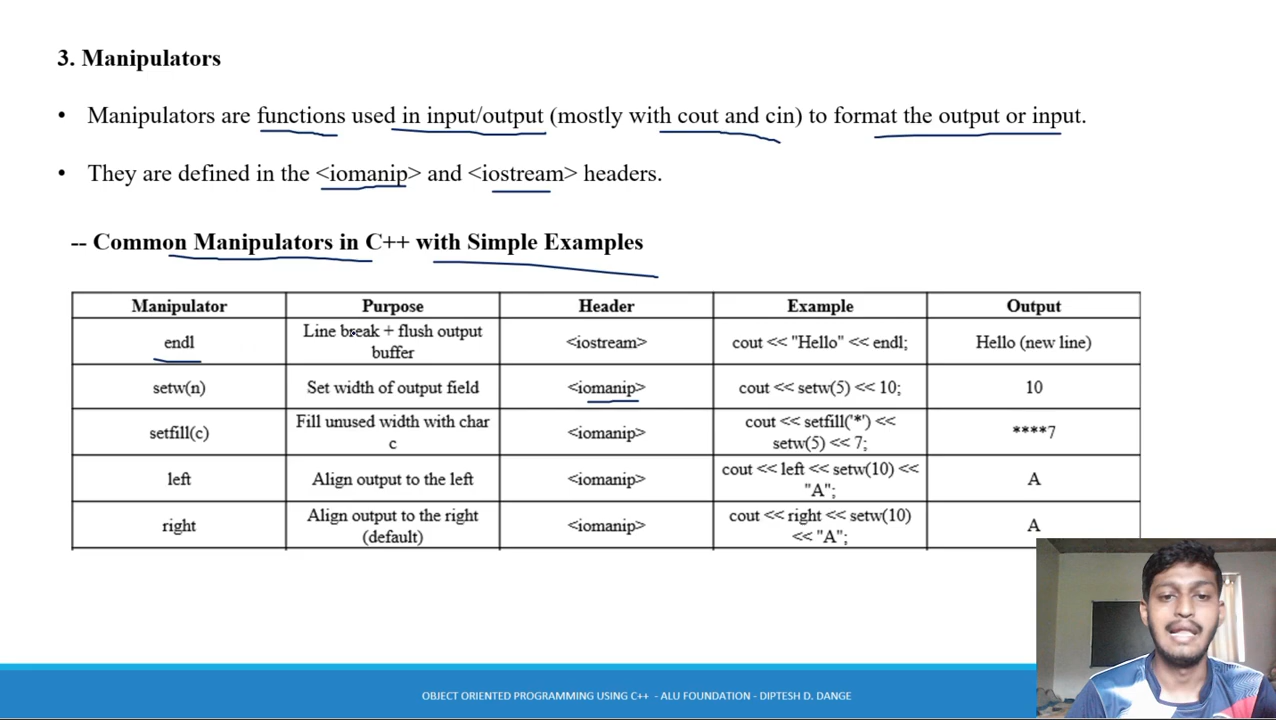 3. Manipulators
• Manipulators are functions used in input/output (mostly with cout and cin) to format the output or input.
• They are defined in the <iomanip> and <iostream> headers.
-- Common Manipulators in C++ with Simple Examples
Manipulator Purpose Header Example Output
endl Line break + flush output buffer <iostream> cout << "Hello" << endl; Hello (new line)
setw(n) Set width of output field <iomanip> cout << setw(5) << 10; 10
setfill(c) Fill unused width with char c <iomanip> cout << setfill('*') << setw(5) << 7; ****7
left Align output to the left <iomanip> cout << left << setw(10) << "A"; A
right Align output to the right (default) <iomanip> cout << right << setw(10) << "A"; A
OBJECT ORIENTED PROGRAMMING USING C++ - ALU FOUNDATION - DIPTESH D. DANGE